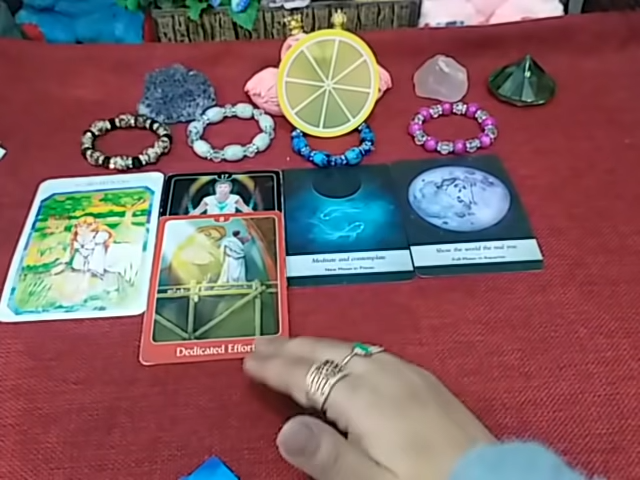 Meditate and contemplate
New Moon in Pisces
Show the world the real you
Full Moon in Aquarius
Dedicated Effort